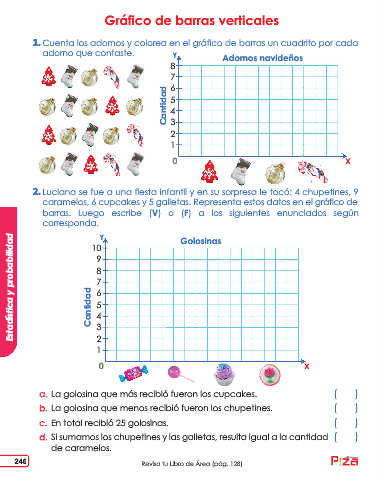 Gráfico de barras verticales
1. Cuenta los adornos y colorea en el gráfico de barras un cuadrito por cada
adorno que contaste.
Adornos navideños
Y
8
7
6
5
4
3
2
1
0
X
Cantidad
2. Luciana se fue a una fiesta infantil y en su sorpresa le tocó: 4 chupetines, 9
caramelos, 6 cupcakes y 5 galletas. Representa estos datos en el gráfico de
barras. Luego escribe (V) o (F) a los siguientes enunciados según
corresponda.
Golosinas
Y
10
9
8
7
6
5
4
3
2
1
0
X
Cantidad
Estadística y probabilidad
a. La golosina que más recibió fueron los cupcakes. ( )
b. La golosina que menos recibió fueron los chupetines. ( )
c. En total recibió 25 golosinas. ( )
d. Si sumamos los chupetines y las galletas, resulta igual a la cantidad ( )
de caramelos.
246
Revisa tu Libro de Área (pág. 128)